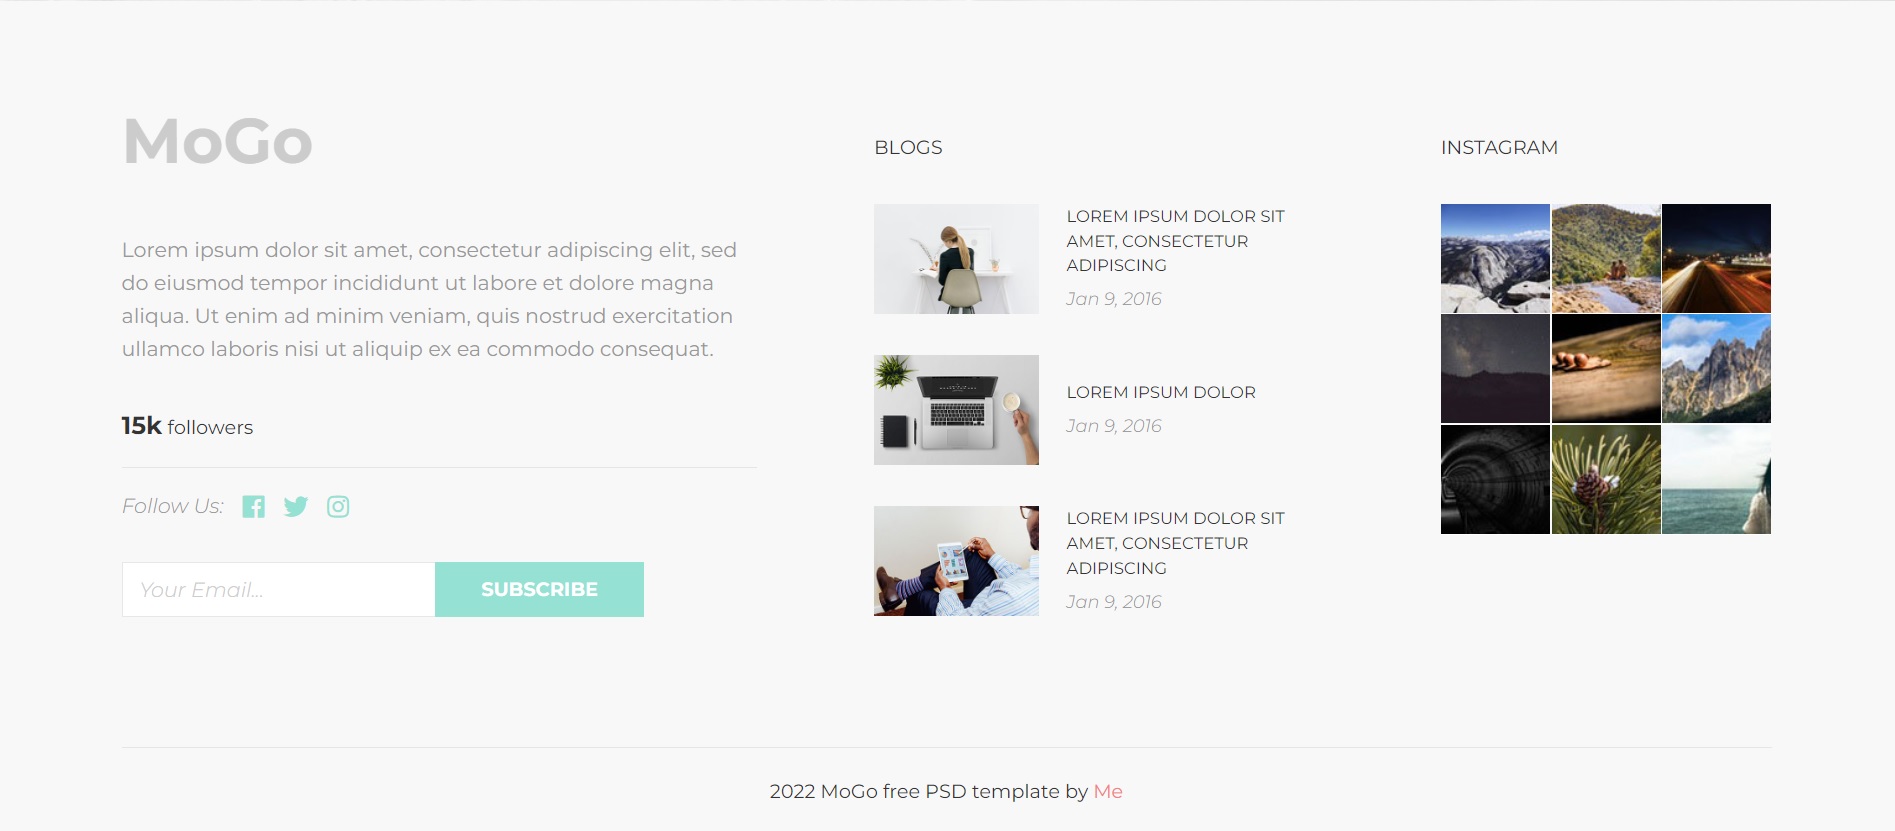 MoGo
Lorem ipsum dolor sit amet, consectetur adipiscing elit, sed
do eiusmod tempor incididunt ut labore et dolore magna
aliqua. Ut enim ad minim veniam, quis nostrud exercitation
ullamco laboris nisi ut aliquip ex ea commodo consequat.
15k followers
Follow Us:
Your Email...
SUBSCRIBE
BLOGS
LOREM IPSUM DOLOR SIT
AMET, CONSECTETUR
ADIPISCING
Jan 9, 2016
LOREM IPSUM DOLOR
Jan 9, 2016
LOREM IPSUM DOLOR SIT
AMET, CONSECTETUR
ADIPISCING
Jan 9, 2016
INSTAGRAM
2022 MoGo free PSD template by Me